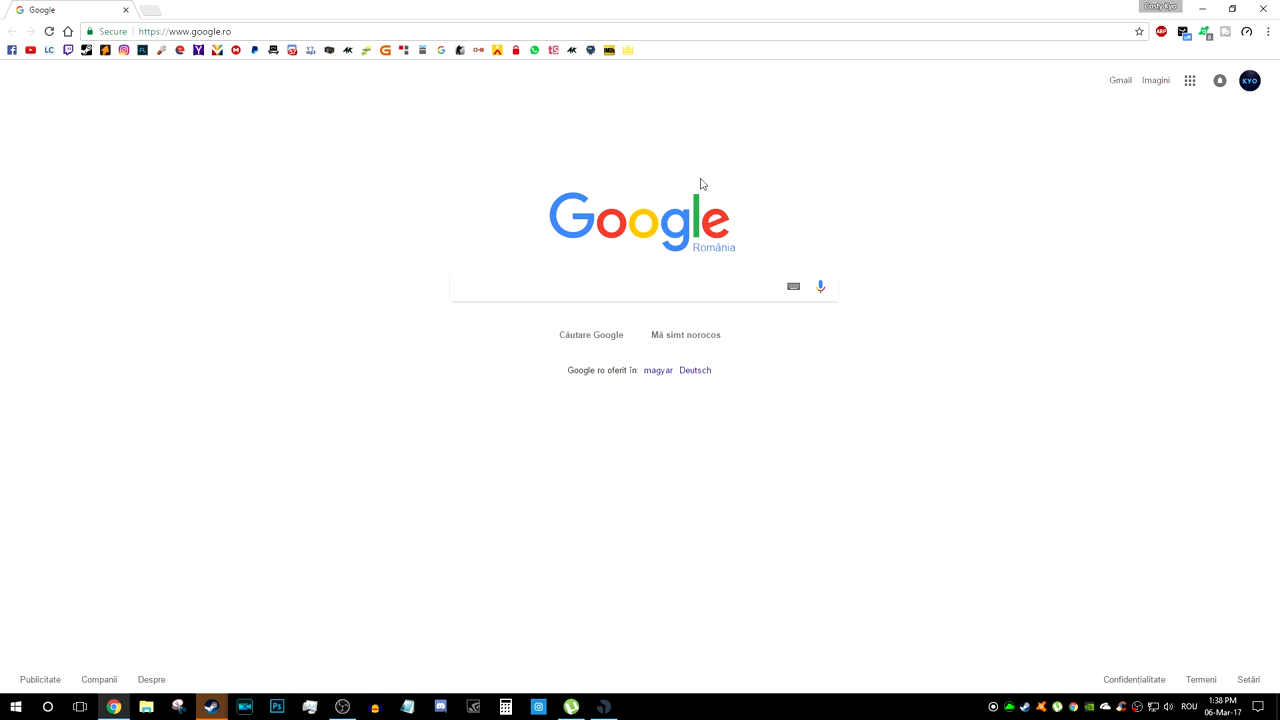 Google
Costy Kyo
Secure
https://www.google.ro
Gmail
Imagini
KYO
Google
România
Căutare Google
Mă simt norocos
Google.ro oferit în: magyar Deutsch
Publicitate
Companii
Despre
Confidențialitate
Termeni
Setări
ROU
1:38 PM
06-Mar-17